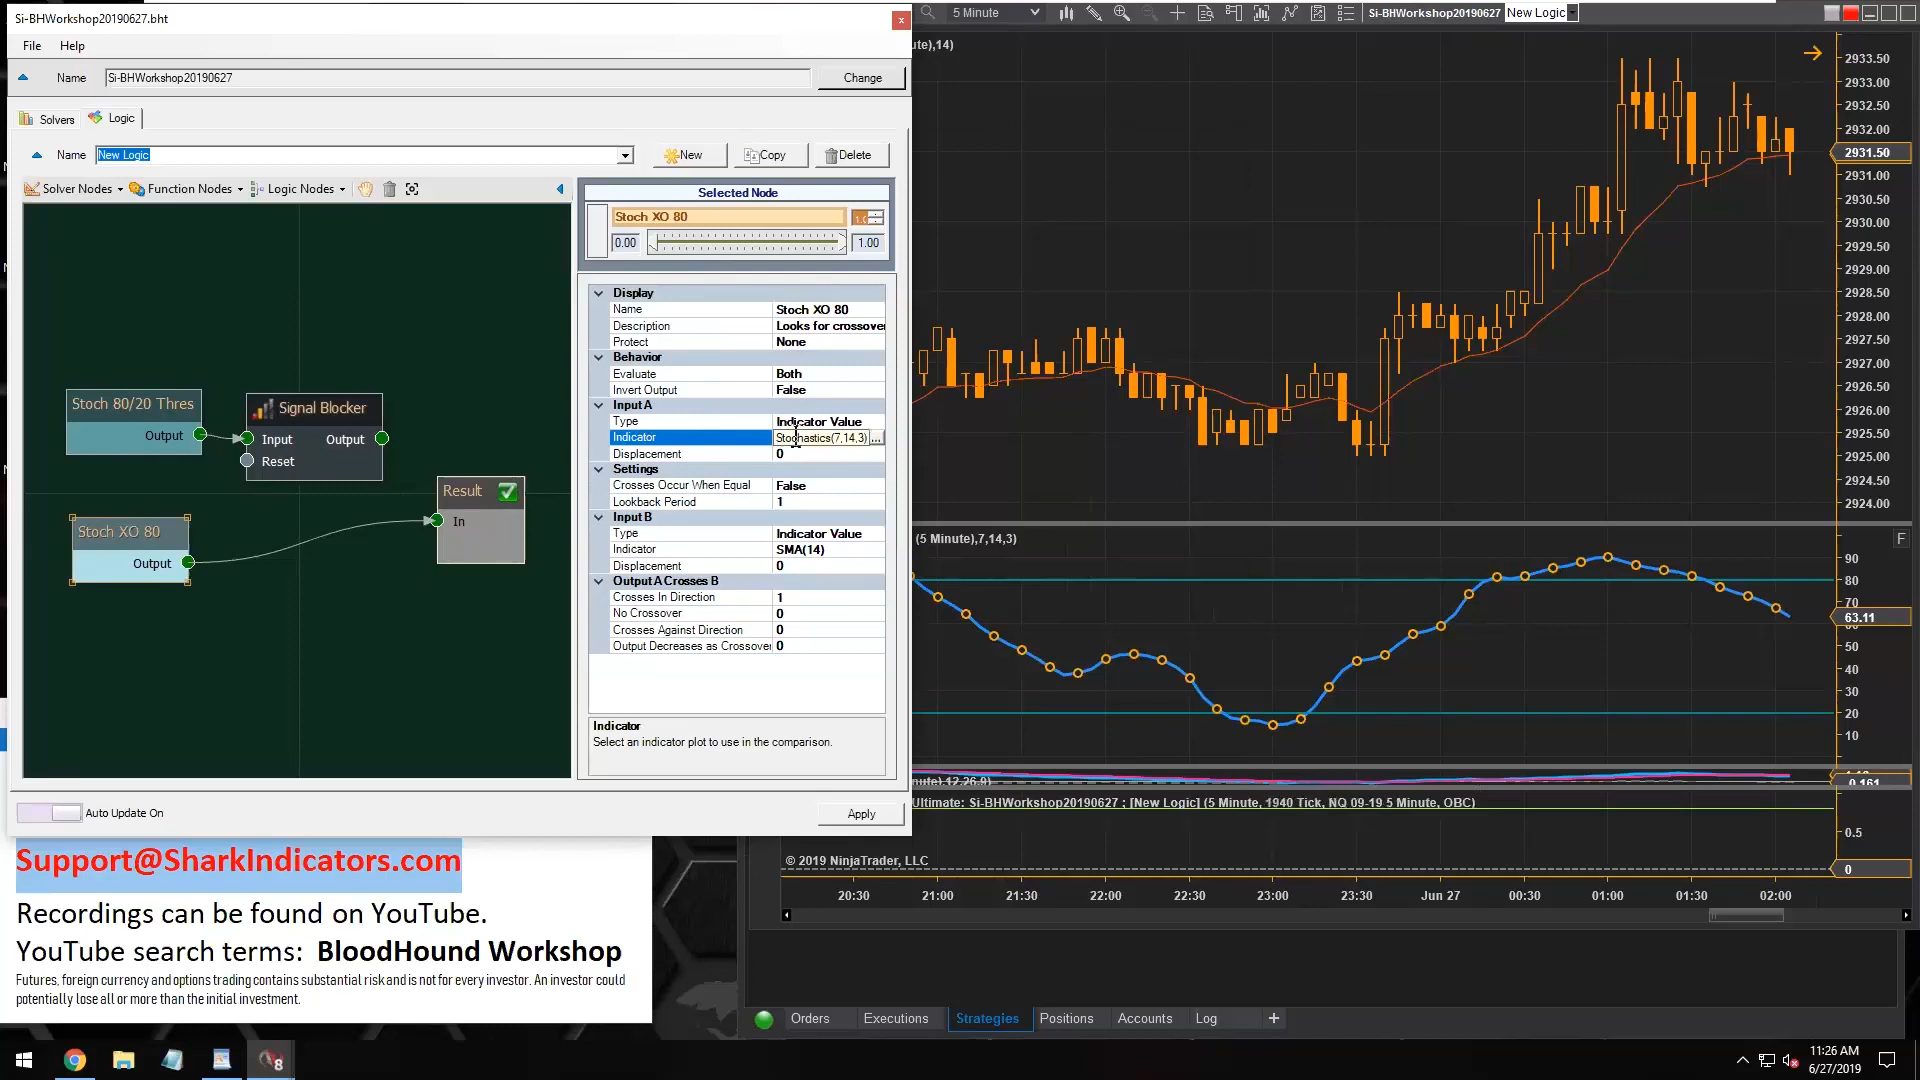 Si-BHWorkshop20190627.bht
File Help
Name Si-BHWorkshop20190627 Change
Solvers Logic
Name New Logic New Copy Delete
Solver Nodes Function Nodes Logic Nodes
Selected Node
Stoch XO 80
0.00 1.00
Display
Name Stoch XO 80
Description Looks for crossove
Protect None
Behavior
Evaluate Both
Invert Output False
Input A
Type Indicator Value
Indicator Stochastics(7,14,3) ...
Displacement 0
Settings
Crosses Occur When Equal False
Lookback Period 1
Input B
Type Indicator Value
Indicator SMA(14)
Displacement 0
Output A Crosses B
Crosses In Direction 1
No Crossover 0
Crosses Against Direction 0
Output Decreases as Crossover 0
Indicator
Select an indicator plot to use in the comparison.
Stoch 80/20 Thres
Output
Signal Blocker
Input Output
Reset
Stoch XO 80
Output
Result
In
Auto Update On
Apply
5 Minute
Si-BHWorkshop20190627 New Logic
ute),14)
2933.50
2933.00
2932.50
2932.00
2931.50
2931.00
2930.50
2930.00
2929.50
2929.00
2928.50
2928.00
2927.50
2927.00
2926.50
2926.00
2925.50
2925.00
2924.50
2924.00
(5 Minute),7,14,3)
F
90
80
70
63.11
50
40
30
20
10
nute),12,26,9)
0.161
Ultimate: Si-BHWorkshop20190627 ; [New Logic] (5 Minute, 1940 Tick, NQ 09-19 5 Minute, OBC)
0.5
0
© 2019 NinjaTrader, LLC
20:30 21:00 21:30 22:00 22:30 23:00 23:30 Jun 27 00:30 01:00 01:30 02:00
Orders Executions Strategies Positions Accounts Log +
Support@SharkIndicators.com
Recordings can be found on YouTube.
YouTube search terms: BloodHound Workshop
Futures, foreign currency and options trading contains substantial risk and is not for every investor. An investor could
potentially lose all or more than the initial investment.
8
11:26 AM
6/27/2019